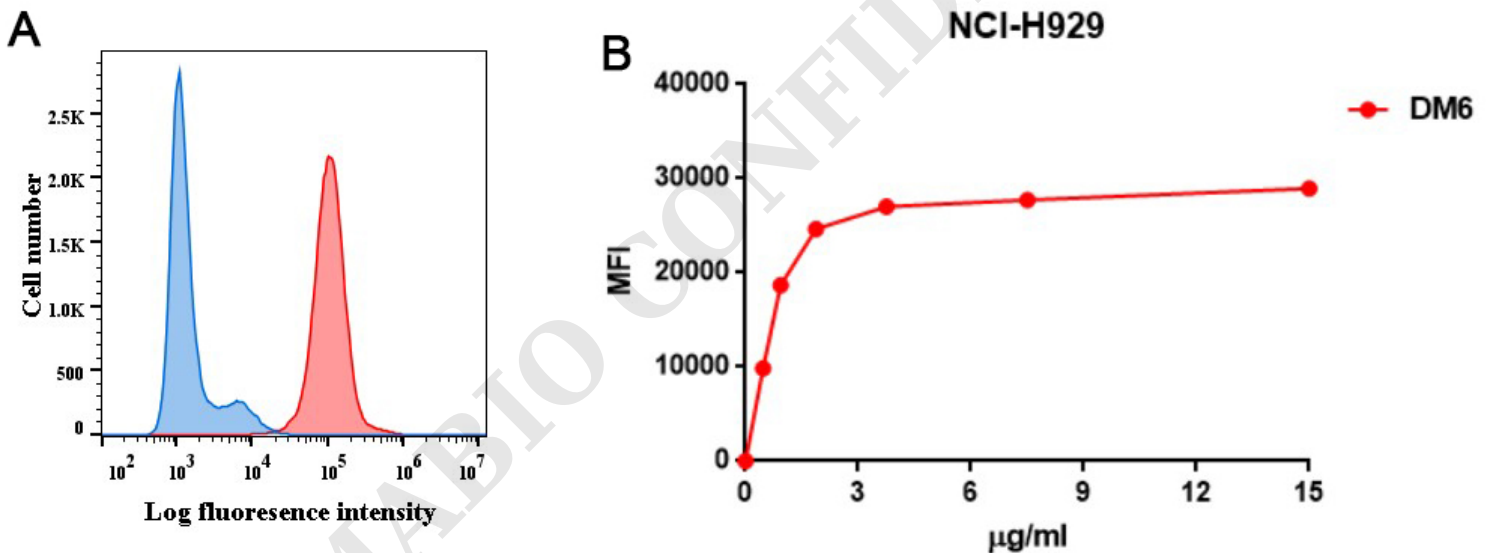 A
Cell number
2.5K
2.0K
1.5K
1.0K
500
0
10² 10³ 10⁴ 10⁵ 10⁶ 10⁷
Log fluoresence intensity
B
NCI-H929
MFI
40000
30000
20000
10000
0
0 3 6 9 12 15
μg/ml
DM6
MABIO CONFID